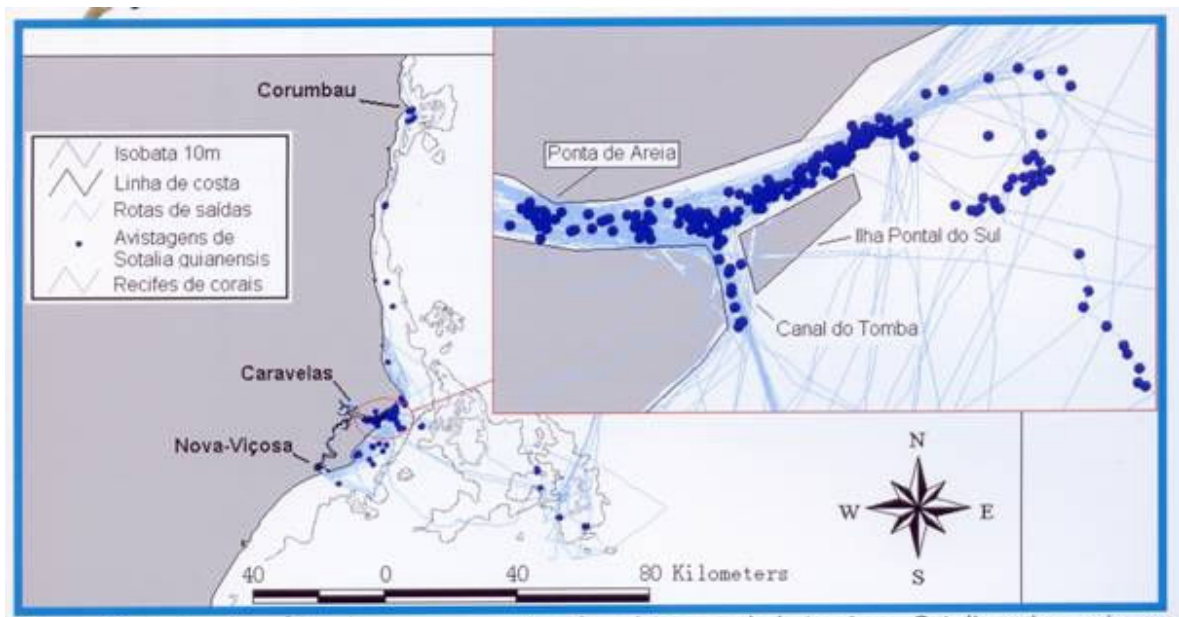 Corumbau
Isobata 10m
Linha de costa
Rotas de saídas
Avistagens de
Sotalia guianensis
Recifes de corais
Caravelas
Nova-Viçosa
Ponta de Areia
Ilha Pontal do Sul
Canal do Tomba
N
W E
S
40 0 40 80 Kilometers